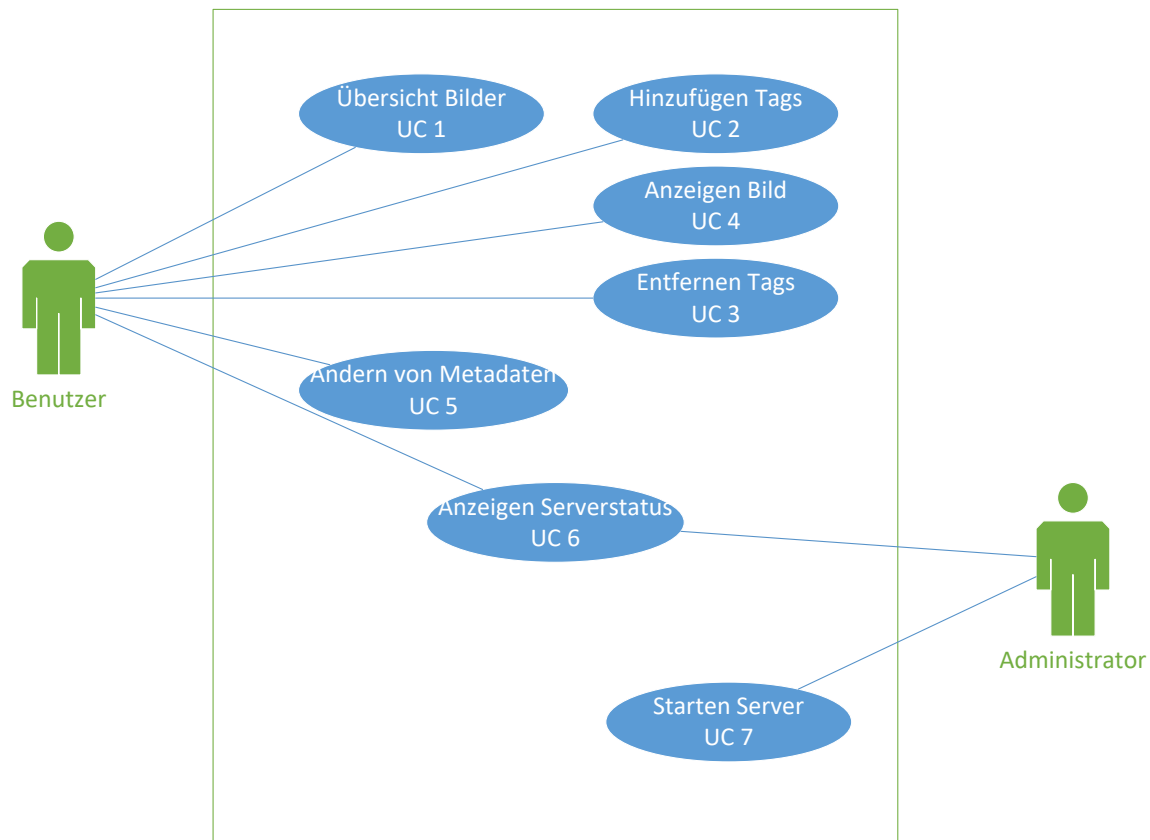 Übersicht Bilder
UC 1
Hinzufügen Tags
UC 2
Anzeigen Bild
UC 4
Entfernen Tags
UC 3
Benutzer
Ändern von Metadaten
UC 5
Anzeigen Serverstatus
UC 6
Administrator
Starten Server
UC 7